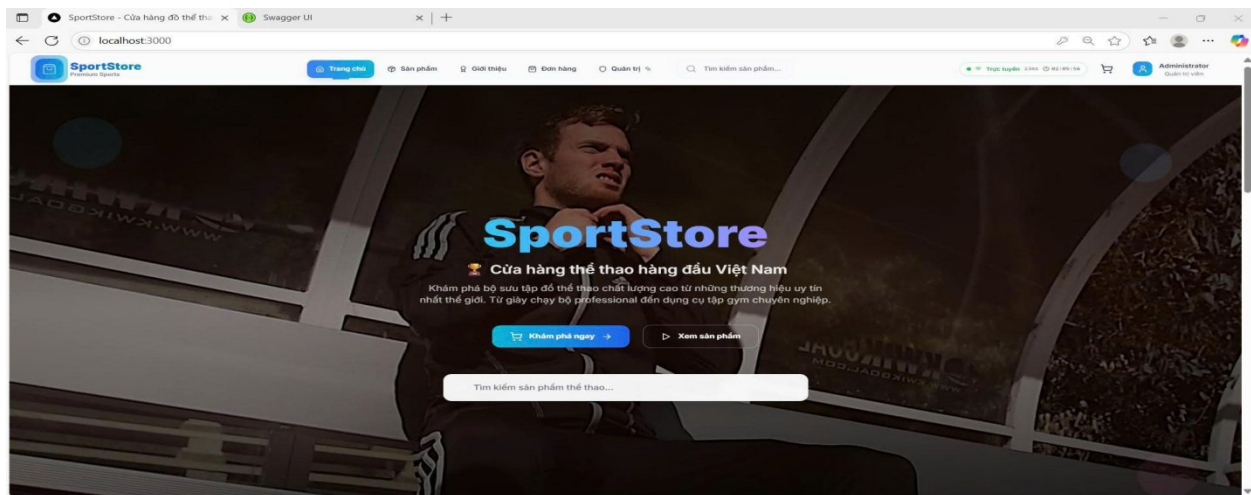 SportStore - Cửa hàng đồ thể tha
Swagger UI
localhost:3000
SportStore
Premium Sports
Trang chủ
Sản phẩm
Giới thiệu
Đơn hàng
Quản trị
Tìm kiếm sản phẩm...
Trực tuyến
Administrator
Quản trị viên
WWW.KWIKGOAL
SportStore
🏆 Cửa hàng thể thao hàng đầu Việt Nam
Khám phá bộ sưu tập đồ thể thao chất lượng cao từ những thương hiệu uy tín
nhất thế giới. Từ giày chạy bộ professional đến dụng cụ tập gym chuyên nghiệp.
Khám phá ngay →
Xem sản phẩm
KWIKGOAL
Tìm kiếm sản phẩm thể thao...